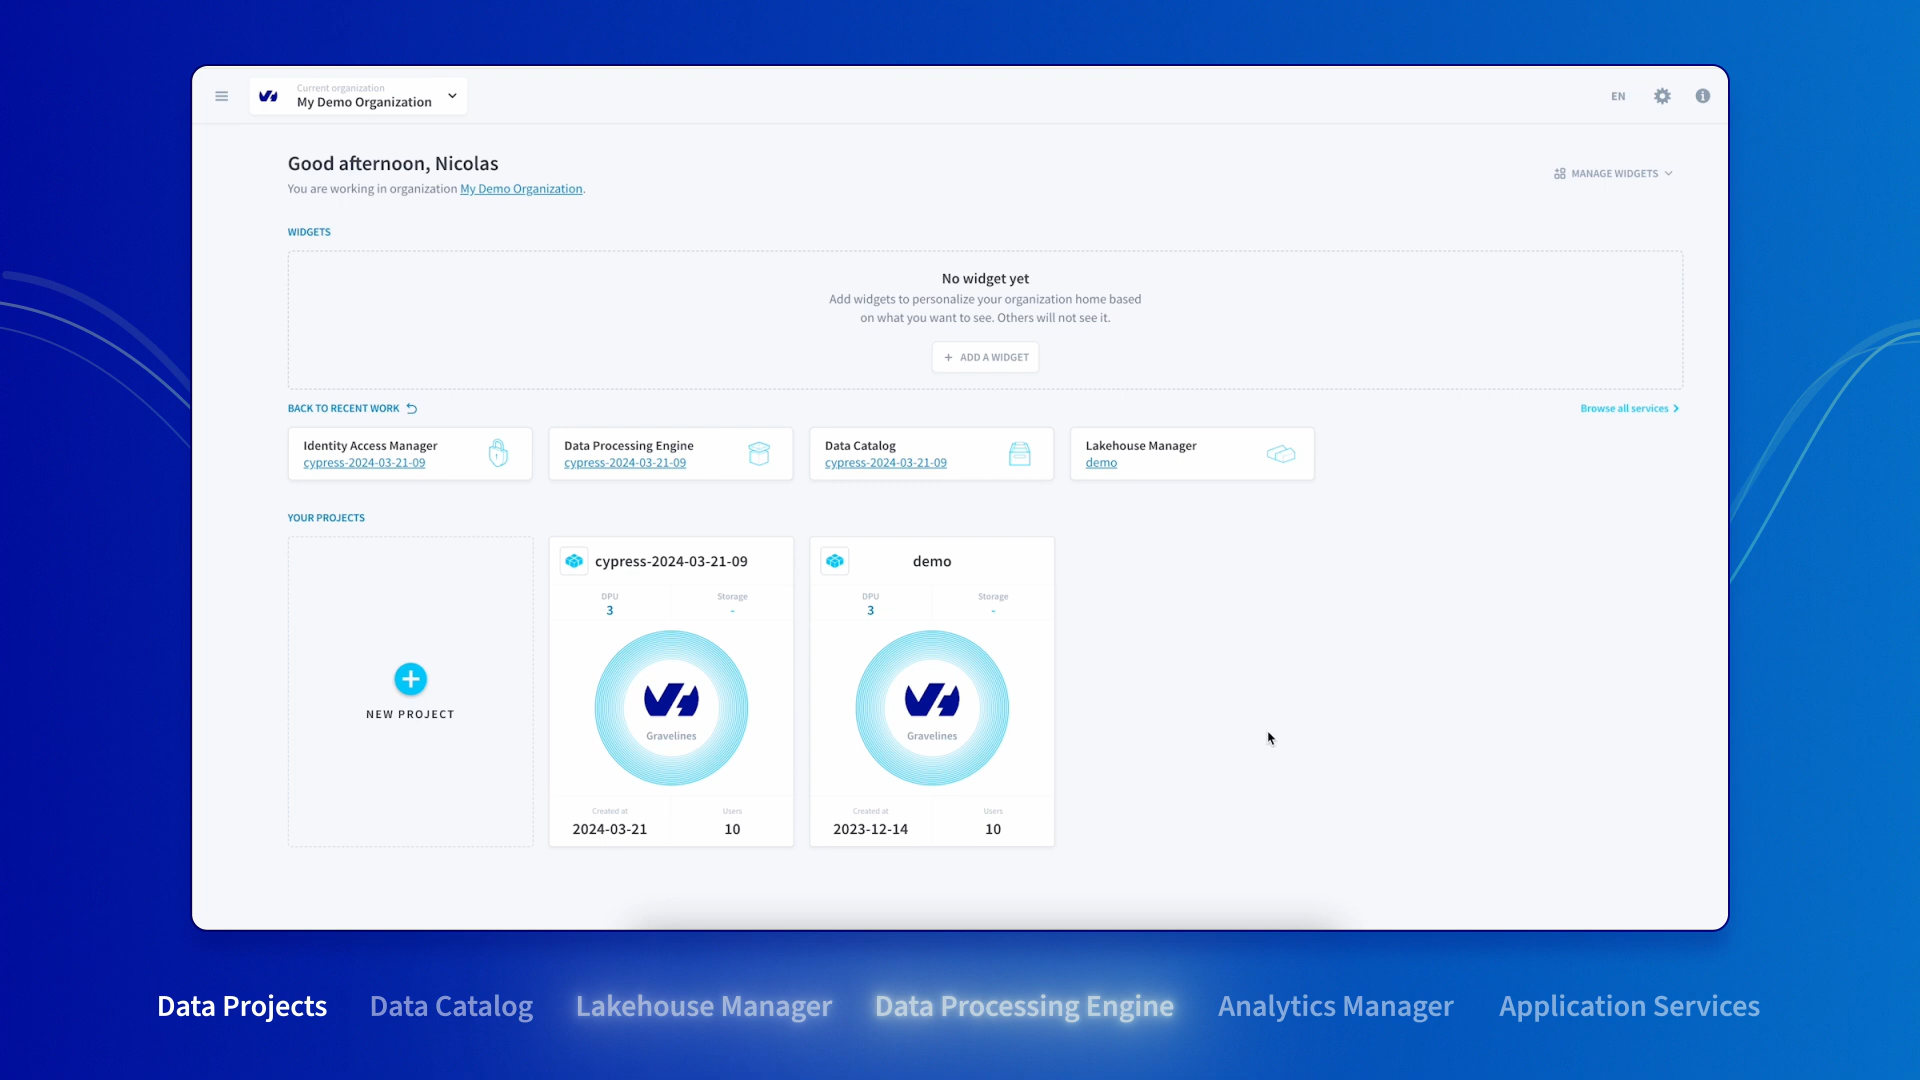 Current organization
My Demo Organization
EN
Good afternoon, Nicolas
You are working in organization My Demo Organization.
MANAGE WIDGETS
WIDGETS
No widget yet
Add widgets to personalize your organization home based
on what you want to see. Others will not see it.
+ ADD A WIDGET
BACK TO RECENT WORK
Browse all services
Identity Access Manager
cypress-2024-03-21-09
Data Processing Engine
cypress-2024-03-21-09
Data Catalog
cypress-2024-03-21-09
Lakehouse Manager
demo
YOUR PROJECTS
NEW PROJECT
cypress-2024-03-21-09
DPU
3
Storage
-
Gravelines
Created at
2024-03-21
Users
10
demo
DPU
3
Storage
-
Gravelines
Created at
2023-12-14
Users
10
Data Projects
Data Catalog
Lakehouse Manager
Data Processing Engine
Analytics Manager
Application Services